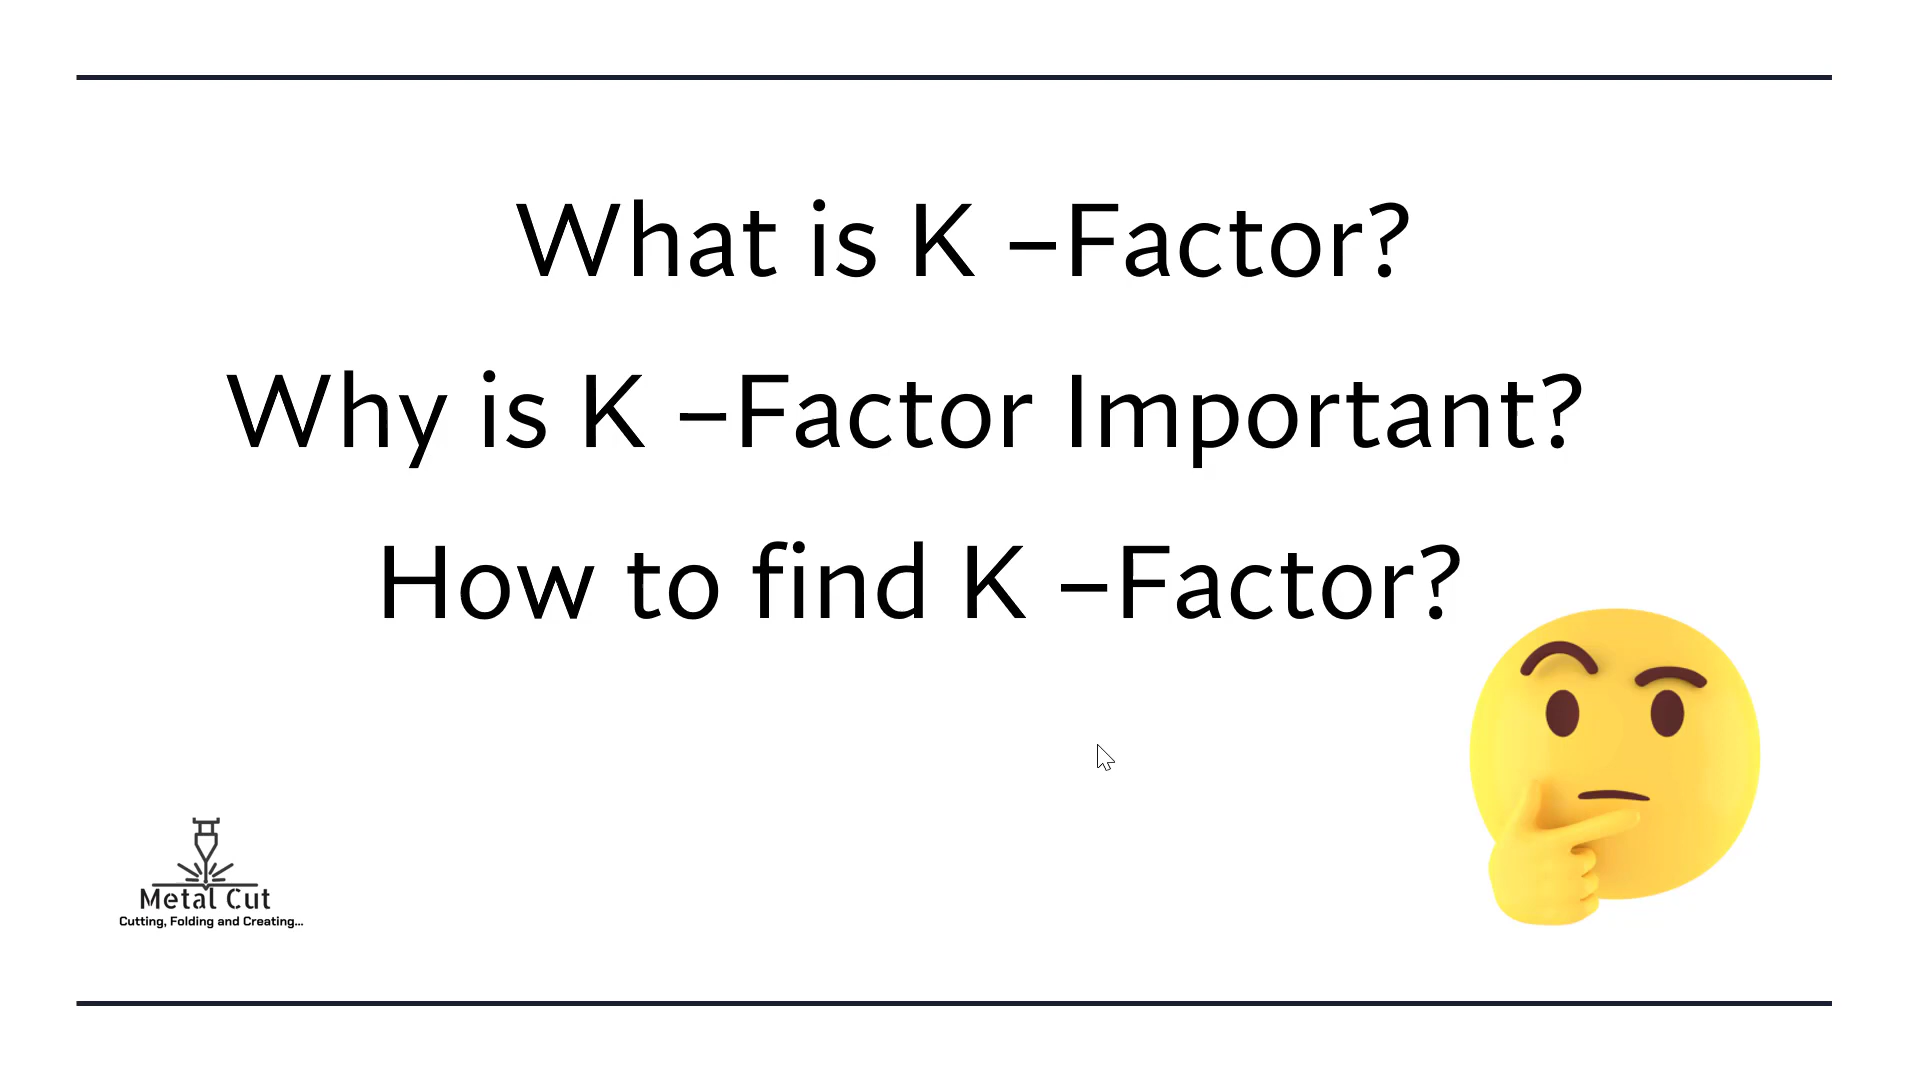 What is K –Factor?
Why is K –Factor Important?
How to find K –Factor?
Metal Cut
Cutting, Folding and Creating...